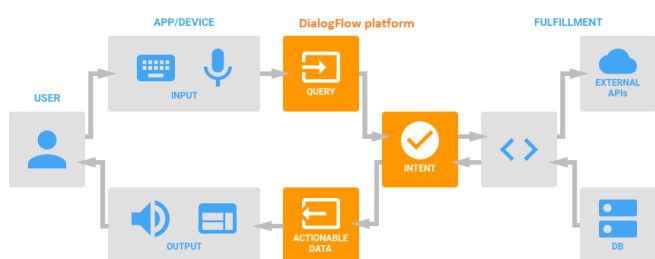 APP/DEVICE
DialogFlow platform
FULFILLMENT
USER
INPUT
QUERY
EXTERNAL
APIs
INTENT
OUTPUT
ACTIONABLE
DATA
DB